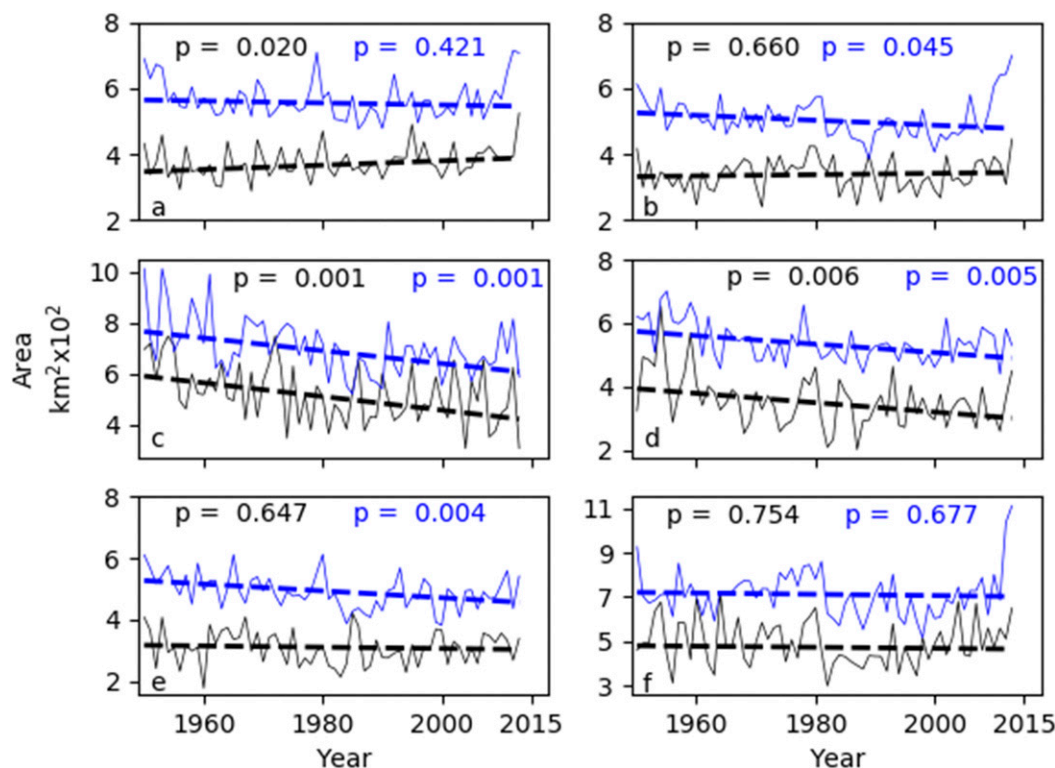 8
p = 0.020 p = 0.421
6
4
2
a
8
p = 0.660 p = 0.045
6
4
2
b
Area
km²x10²
10
p = 0.001 p = 0.001
8
6
4
c
8
p = 0.006 p = 0.005
6
4
2
d
8
p = 0.647 p = 0.004
6
4
2
e
1960 1980 2000 2015
Year
11
p = 0.754 p = 0.677
9
7
5
3
f
1960 1980 2000 2015
Year